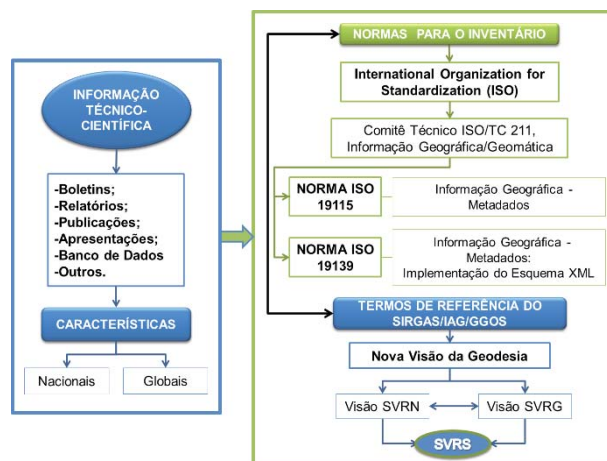 INFORMAÇÃO
TÉCNICO-
CIENTÍFICA
-Boletins;
-Relatórios;
-Publicações;
-Apresentações;
-Banco de Dados
-Outros.
CARACTERÍSTICAS
Nacionais
Globais
NORMAS PARA O INVENTÁRIO
International Organization for
Standardization (ISO)
Comitê Técnico ISO/TC 211,
Informação Geográfica/Geomática
NORMA ISO
19115
Informação Geográfica -
Metadados
NORMA ISO
19139
Informação Geográfica -
Metadados:
Implementação do Esquema XML
TERMOS DE REFERÊNCIA DO
SIRGAS/IAG/GGOS
Nova Visão da Geodesia
Visão SVRN
Visão SVRG
SVRS